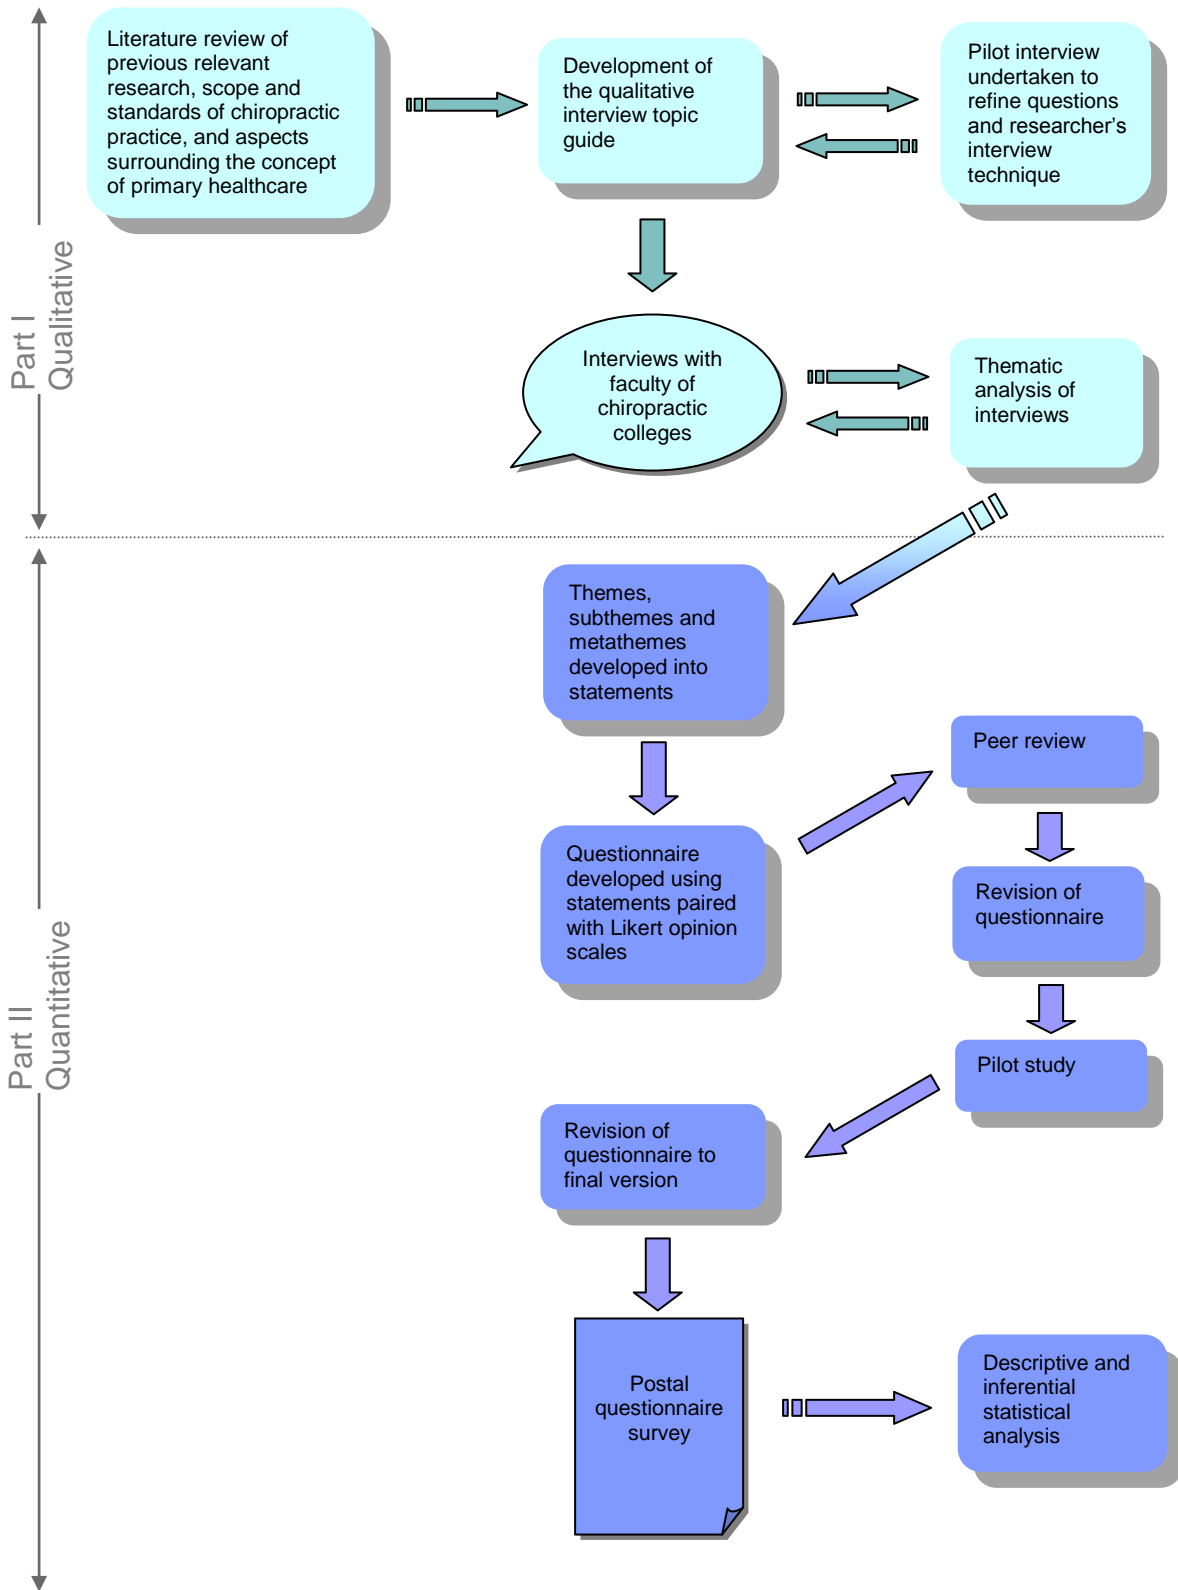 Literature review of
previous relevant
research, scope and
standards of chiropractic
practice, and aspects
surrounding the concept
of primary healthcare
Development of
the qualitative
interview topic
guide
Pilot interview
undertaken to
refine questions
and researcher's
interview
technique
Part I
Qualitative
Interviews with
faculty of
chiropractic
colleges
Thematic
analysis of
interviews
Themes,
subthemes and
metathemes
developed into
statements
Peer review
Questionnaire
developed using
statements paired
with Likert opinion
scales
Revision of
questionnaire
Part II
Quantitative
Pilot study
Revision of
questionnaire to
final version
Postal
questionnaire
survey
Descriptive and
inferential
statistical
analysis